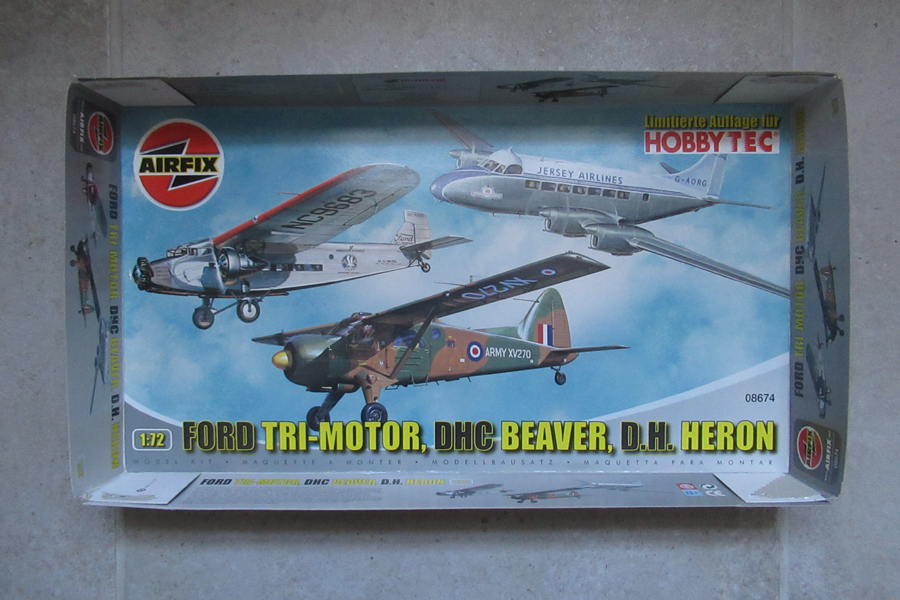 AIRFIX
Limitierte Auflage für
HOBBYTEC
NC9683
JERSEY AIRLINES
G-AORG
Ford
XV270
ARMY XV270
08674
1:72
FORD TRI-MOTOR, DHC BEAVER, D.H. HERON
MODEL KIT • MAQUETTE A MONTER • MODELLBAUSATZ • MAQUETTA PARA MONTAR
FORD TRI-MOTOR, DHC BEAVER, D.H. HERON
AIRFIX
FORD TRI-MOTOR, DHC BEAVER, D.H. HERON
AIRFIX
FORD TRI-MOTOR, DHC BEAVER, D.H. HERON